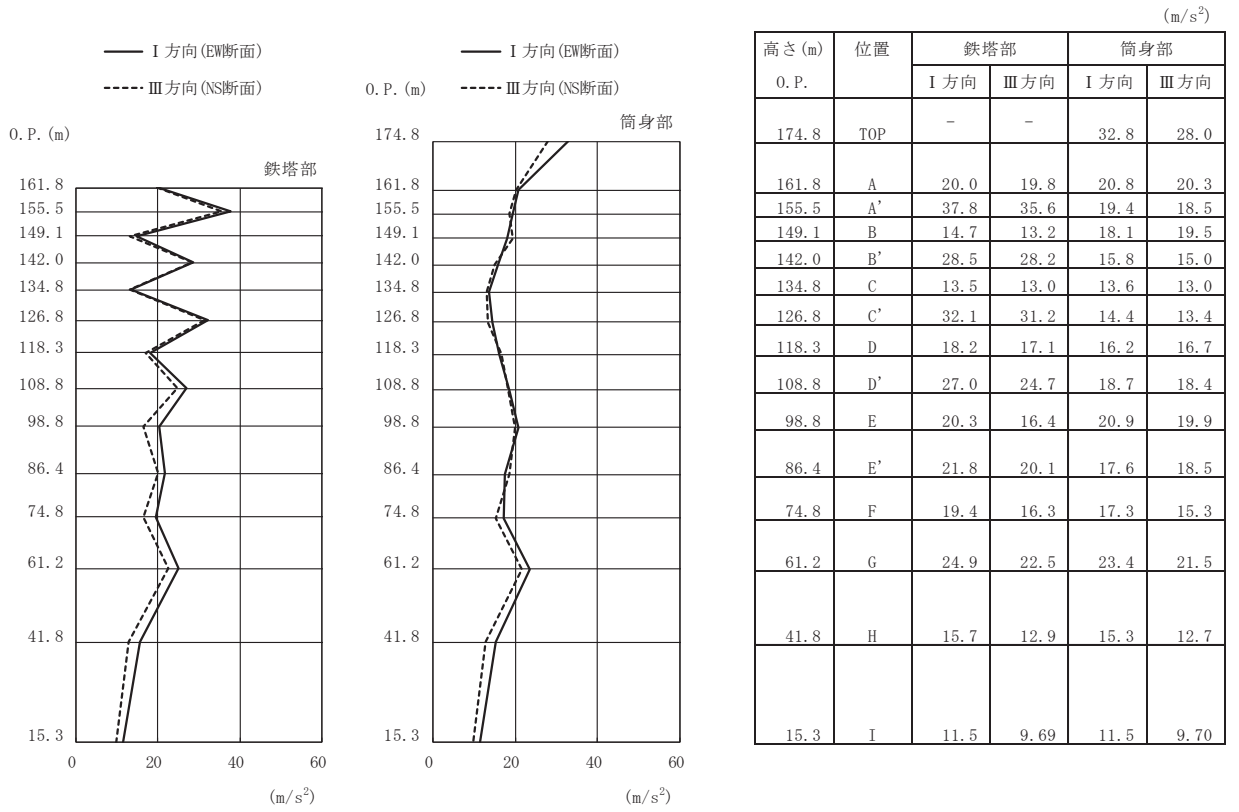 I 方向(EW断面)
Ⅲ方向(NS断面)
O.P.(m)
鉄塔部
161.8
155.5
149.1
142.0
134.8
126.8
118.3
108.8
98.8
86.4
74.8
61.2
41.8
15.3
0 20 40 60
(m/s²)
I 方向(EW断面)
O.P.(m) Ⅲ方向(NS断面)
筒身部
174.8
161.8
155.5
149.1
142.0
134.8
126.8
118.3
108.8
98.8
86.4
74.8
61.2
41.8
15.3
0 20 40 60
(m/s²)
(m/s²)
高さ(m) 位置 鉄塔部 筒身部
O.P. I 方向 Ⅲ方向 I 方向 Ⅲ方向
174.8 TOP − − 32.8 28.0
161.8 A 20.0 19.8 20.8 20.3
155.5 A' 37.8 35.6 19.4 18.5
149.1 B 14.7 13.2 18.1 19.5
142.0 B' 28.5 28.2 15.8 15.0
134.8 C 13.5 13.0 13.6 13.0
126.8 C' 32.1 31.2 14.4 13.4
118.3 D 18.2 17.1 16.2 16.7
108.8 D' 27.0 24.7 18.7 18.4
98.8 E 20.3 16.4 20.9 19.9
86.4 E' 21.8 20.1 17.6 18.5
74.8 F 19.4 16.3 17.3 15.3
61.2 G 24.9 22.5 23.4 21.5
41.8 H 15.7 12.9 15.3 12.7
15.3 I 11.5 9.69 11.5 9.70